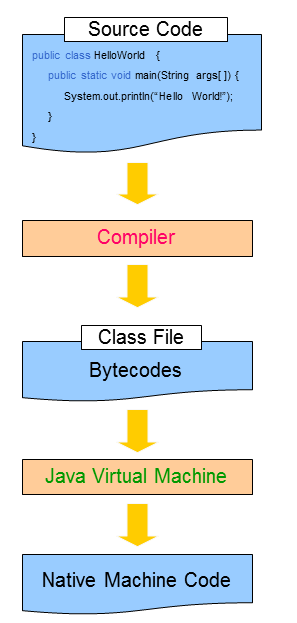 Source Code
public class HelloWorld {
public static void main(String args[ ]) {
System.out.println(“Hello World!”);
}
}
Compiler
Class File
Bytecodes
Java Virtual Machine
Native Machine Code